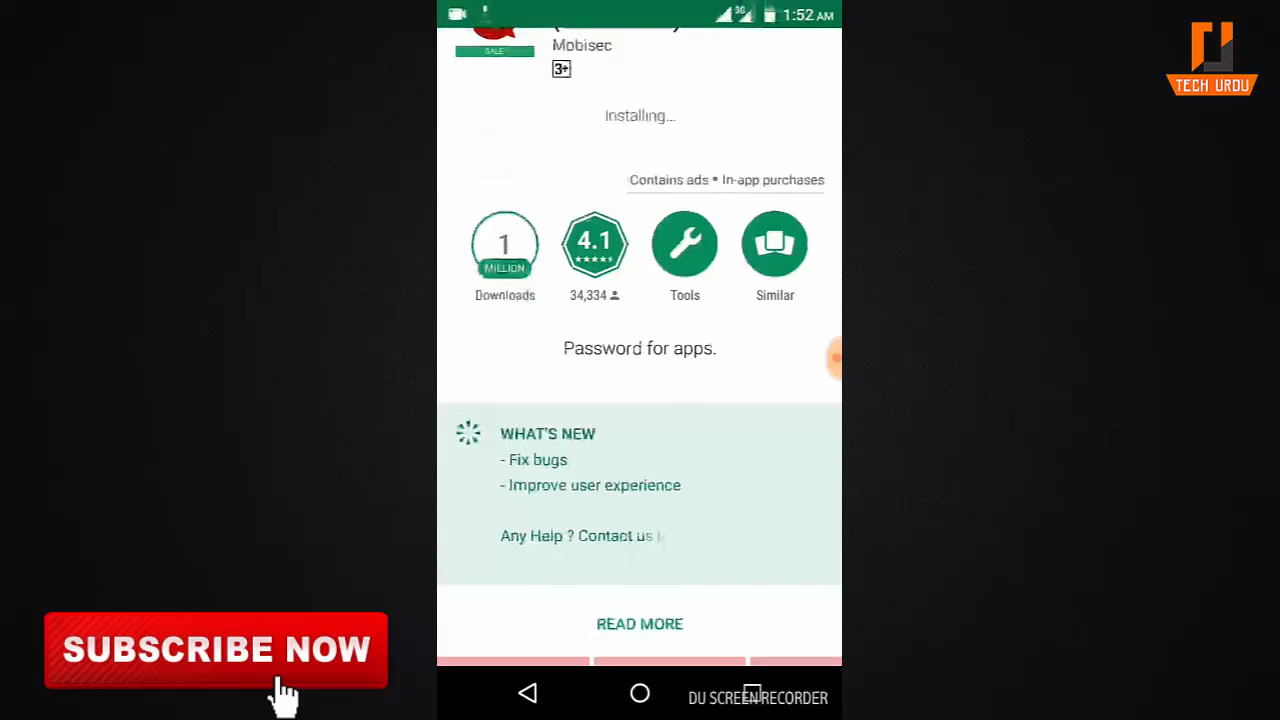 3G 1:52 AM
SALE
Mobisec
3+
Installing...
Contains ads • In-app purchases
1
MILLION
Downloads
4.1
34,334
Tools
Similar
Password for apps.
WHAT'S NEW
- Fix bugs
- Improve user experience
Any Help ? Contact us
READ MORE
DU SCREEN RECORDER
SUBSCRIBE NOW
TECH URDU